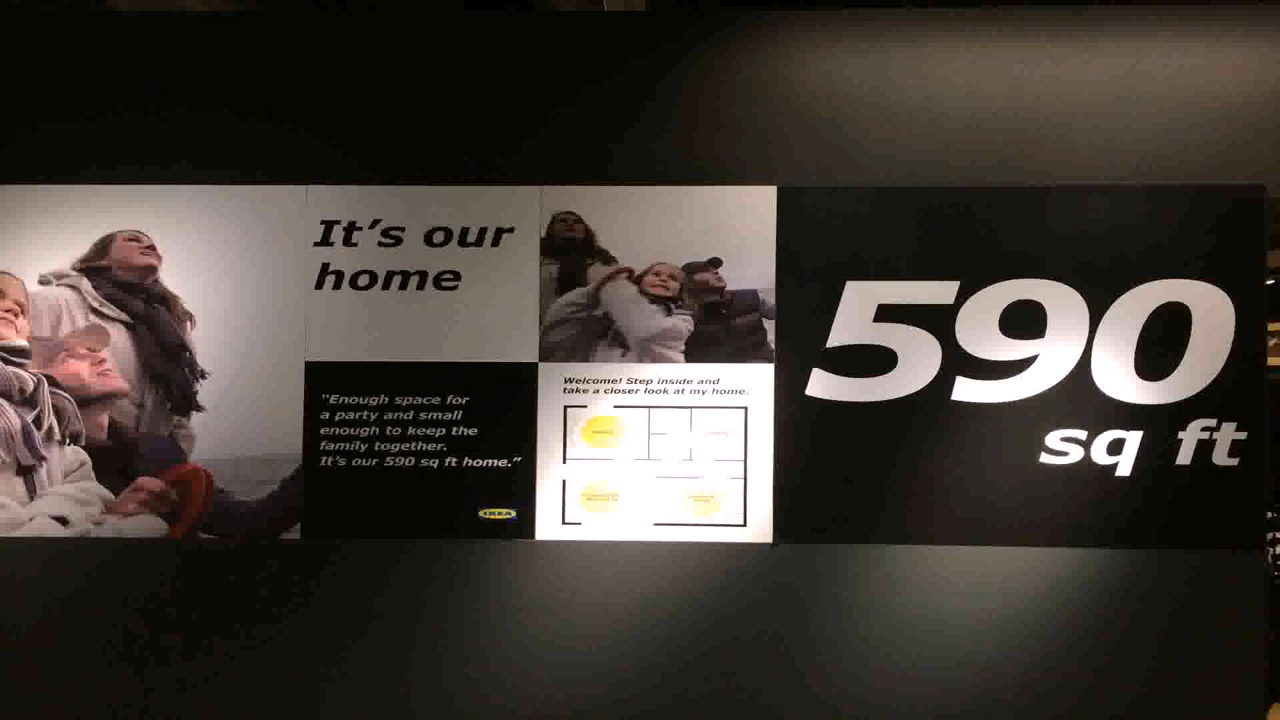 It's our
home
"Enough space for
a party and small
enough to keep the
family together.
It's our 590 sq ft home."
IKEA
Welcome! Step inside and
take a closer look at my home.
590
sq ft